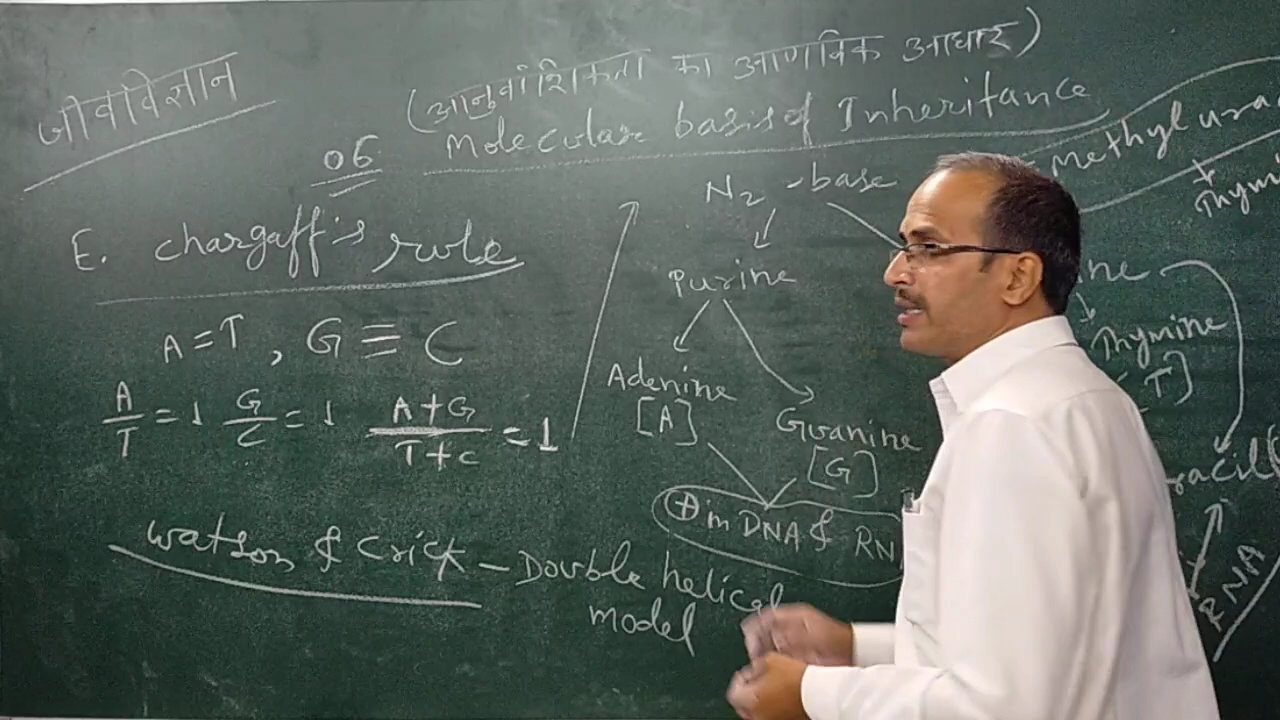 जीवविज्ञान
(आनुवांशिकता का आणविक आधार)
06 Molecular basis of Inheritance
E. chargaff's rule
A=T, G≡C
A/T = 1 G/C = 1 A+G/T+C = 1
Watson & Crick - Double helical
model
N2 - base
Purine
Adenine
[A]
Guanine
[G]
⊕ in DNA & RN
Methyl ura
+
Thymi
ine
Thymine
T]
racil(
RNA